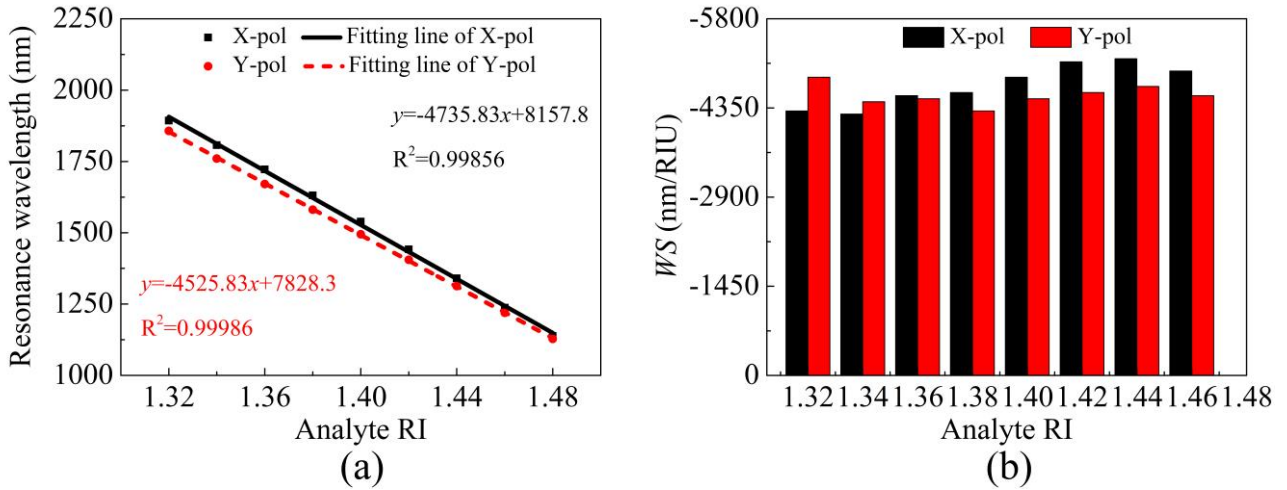 2250
2000
1750
1500
1250
1000
Resonance wavelength (nm)
X-pol
Fitting line of X-pol
Y-pol
Fitting line of Y-pol
y=-4735.83x+8157.8
R²=0.99856
y=-4525.83x+7828.3
R²=0.99986
1.32 1.36 1.40 1.44 1.48
Analyte RI
(a)
-5800
-4350
-2900
-1450
0
WS (nm/RIU)
X-pol Y-pol
1.32 1.34 1.36 1.38 1.40 1.42 1.44 1.46 1.48
Analyte RI
(b)